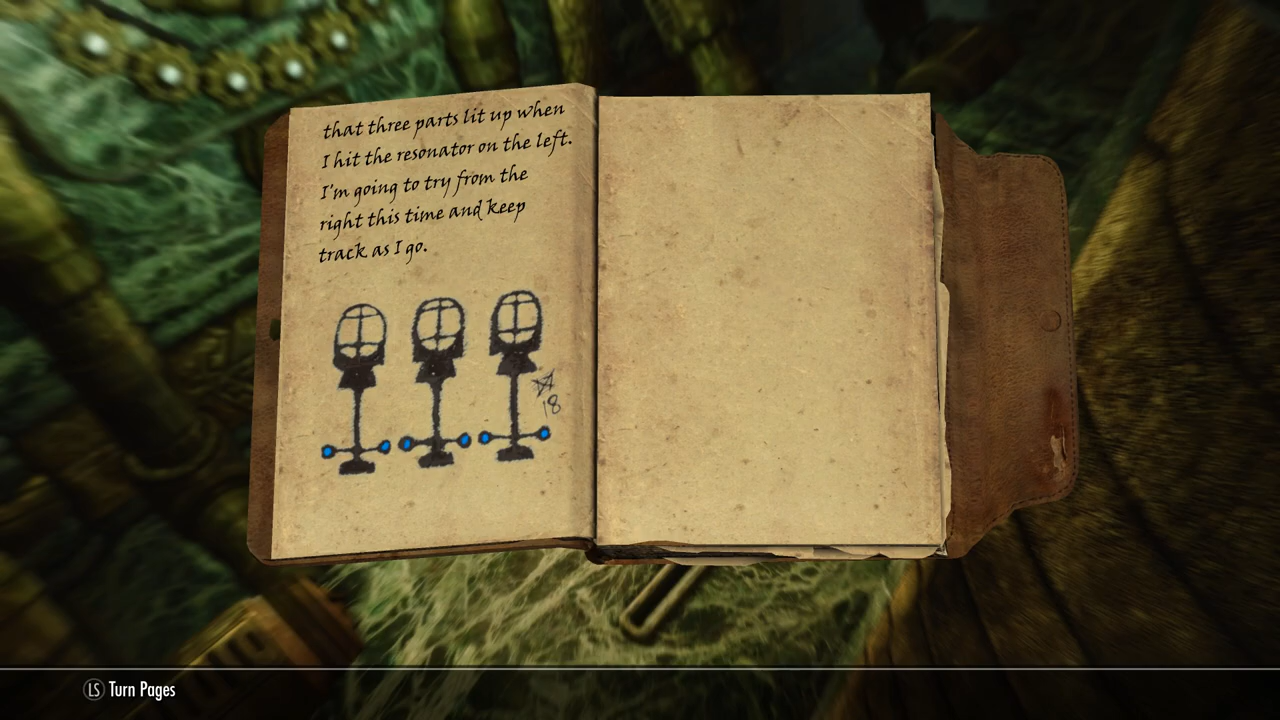 that three parts lit up when
I hit the resonator on the left.
I'm going to try from the
right this time and keep
track as I go.
18
LS Turn Pages